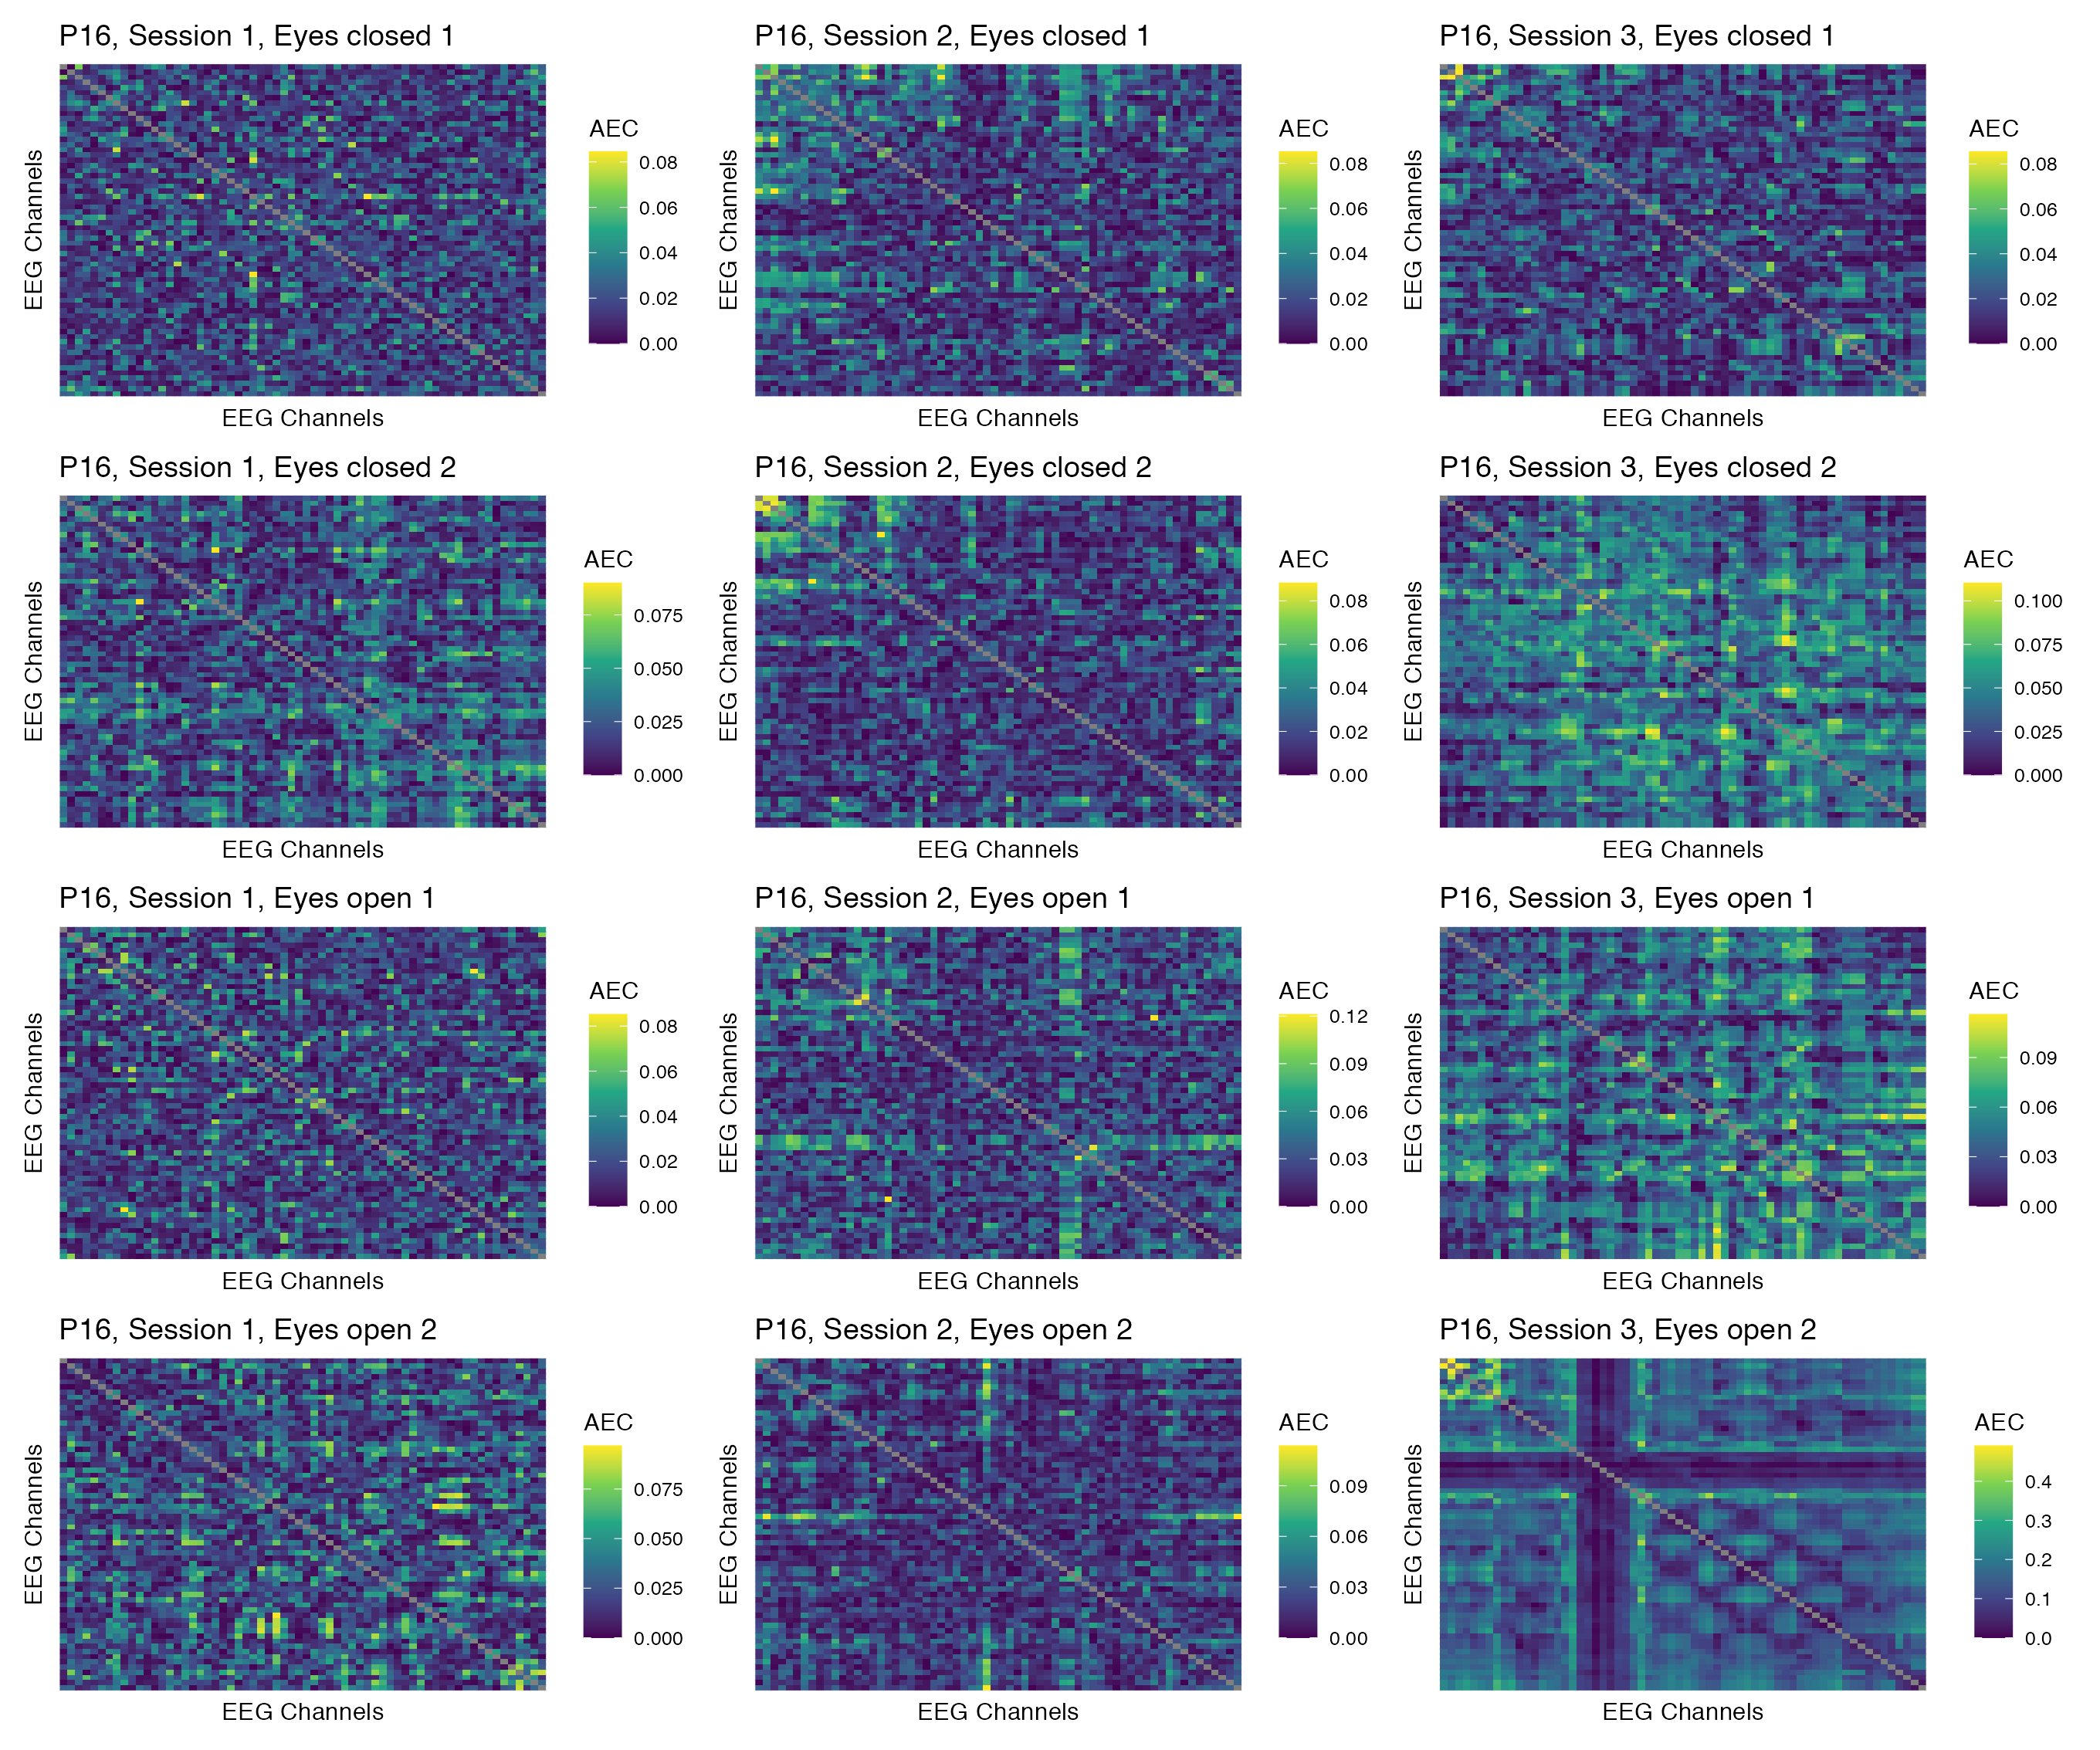 P16, Session 1, Eyes closed 1
EEG Channels
EEG Channels
AEC
0.08
0.06
0.04
0.02
0.00
P16, Session 2, Eyes closed 1
EEG Channels
EEG Channels
AEC
0.08
0.06
0.04
0.02
0.00
P16, Session 3, Eyes closed 1
EEG Channels
EEG Channels
AEC
0.08
0.06
0.04
0.02
0.00
P16, Session 1, Eyes closed 2
EEG Channels
EEG Channels
AEC
0.075
0.050
0.025
0.000
P16, Session 2, Eyes closed 2
EEG Channels
EEG Channels
AEC
0.08
0.06
0.04
0.02
0.00
P16, Session 3, Eyes closed 2
EEG Channels
EEG Channels
AEC
0.100
0.075
0.050
0.025
0.000
P16, Session 1, Eyes open 1
EEG Channels
EEG Channels
AEC
0.08
0.06
0.04
0.02
0.00
P16, Session 2, Eyes open 1
EEG Channels
EEG Channels
AEC
0.12
0.09
0.06
0.03
0.00
P16, Session 3, Eyes open 1
EEG Channels
EEG Channels
AEC
0.09
0.06
0.03
0.00
P16, Session 1, Eyes open 2
EEG Channels
EEG Channels
AEC
0.075
0.050
0.025
0.000
P16, Session 2, Eyes open 2
EEG Channels
EEG Channels
AEC
0.09
0.06
0.03
0.00
P16, Session 3, Eyes open 2
EEG Channels
EEG Channels
AEC
0.4
0.3
0.2
0.1
0.0